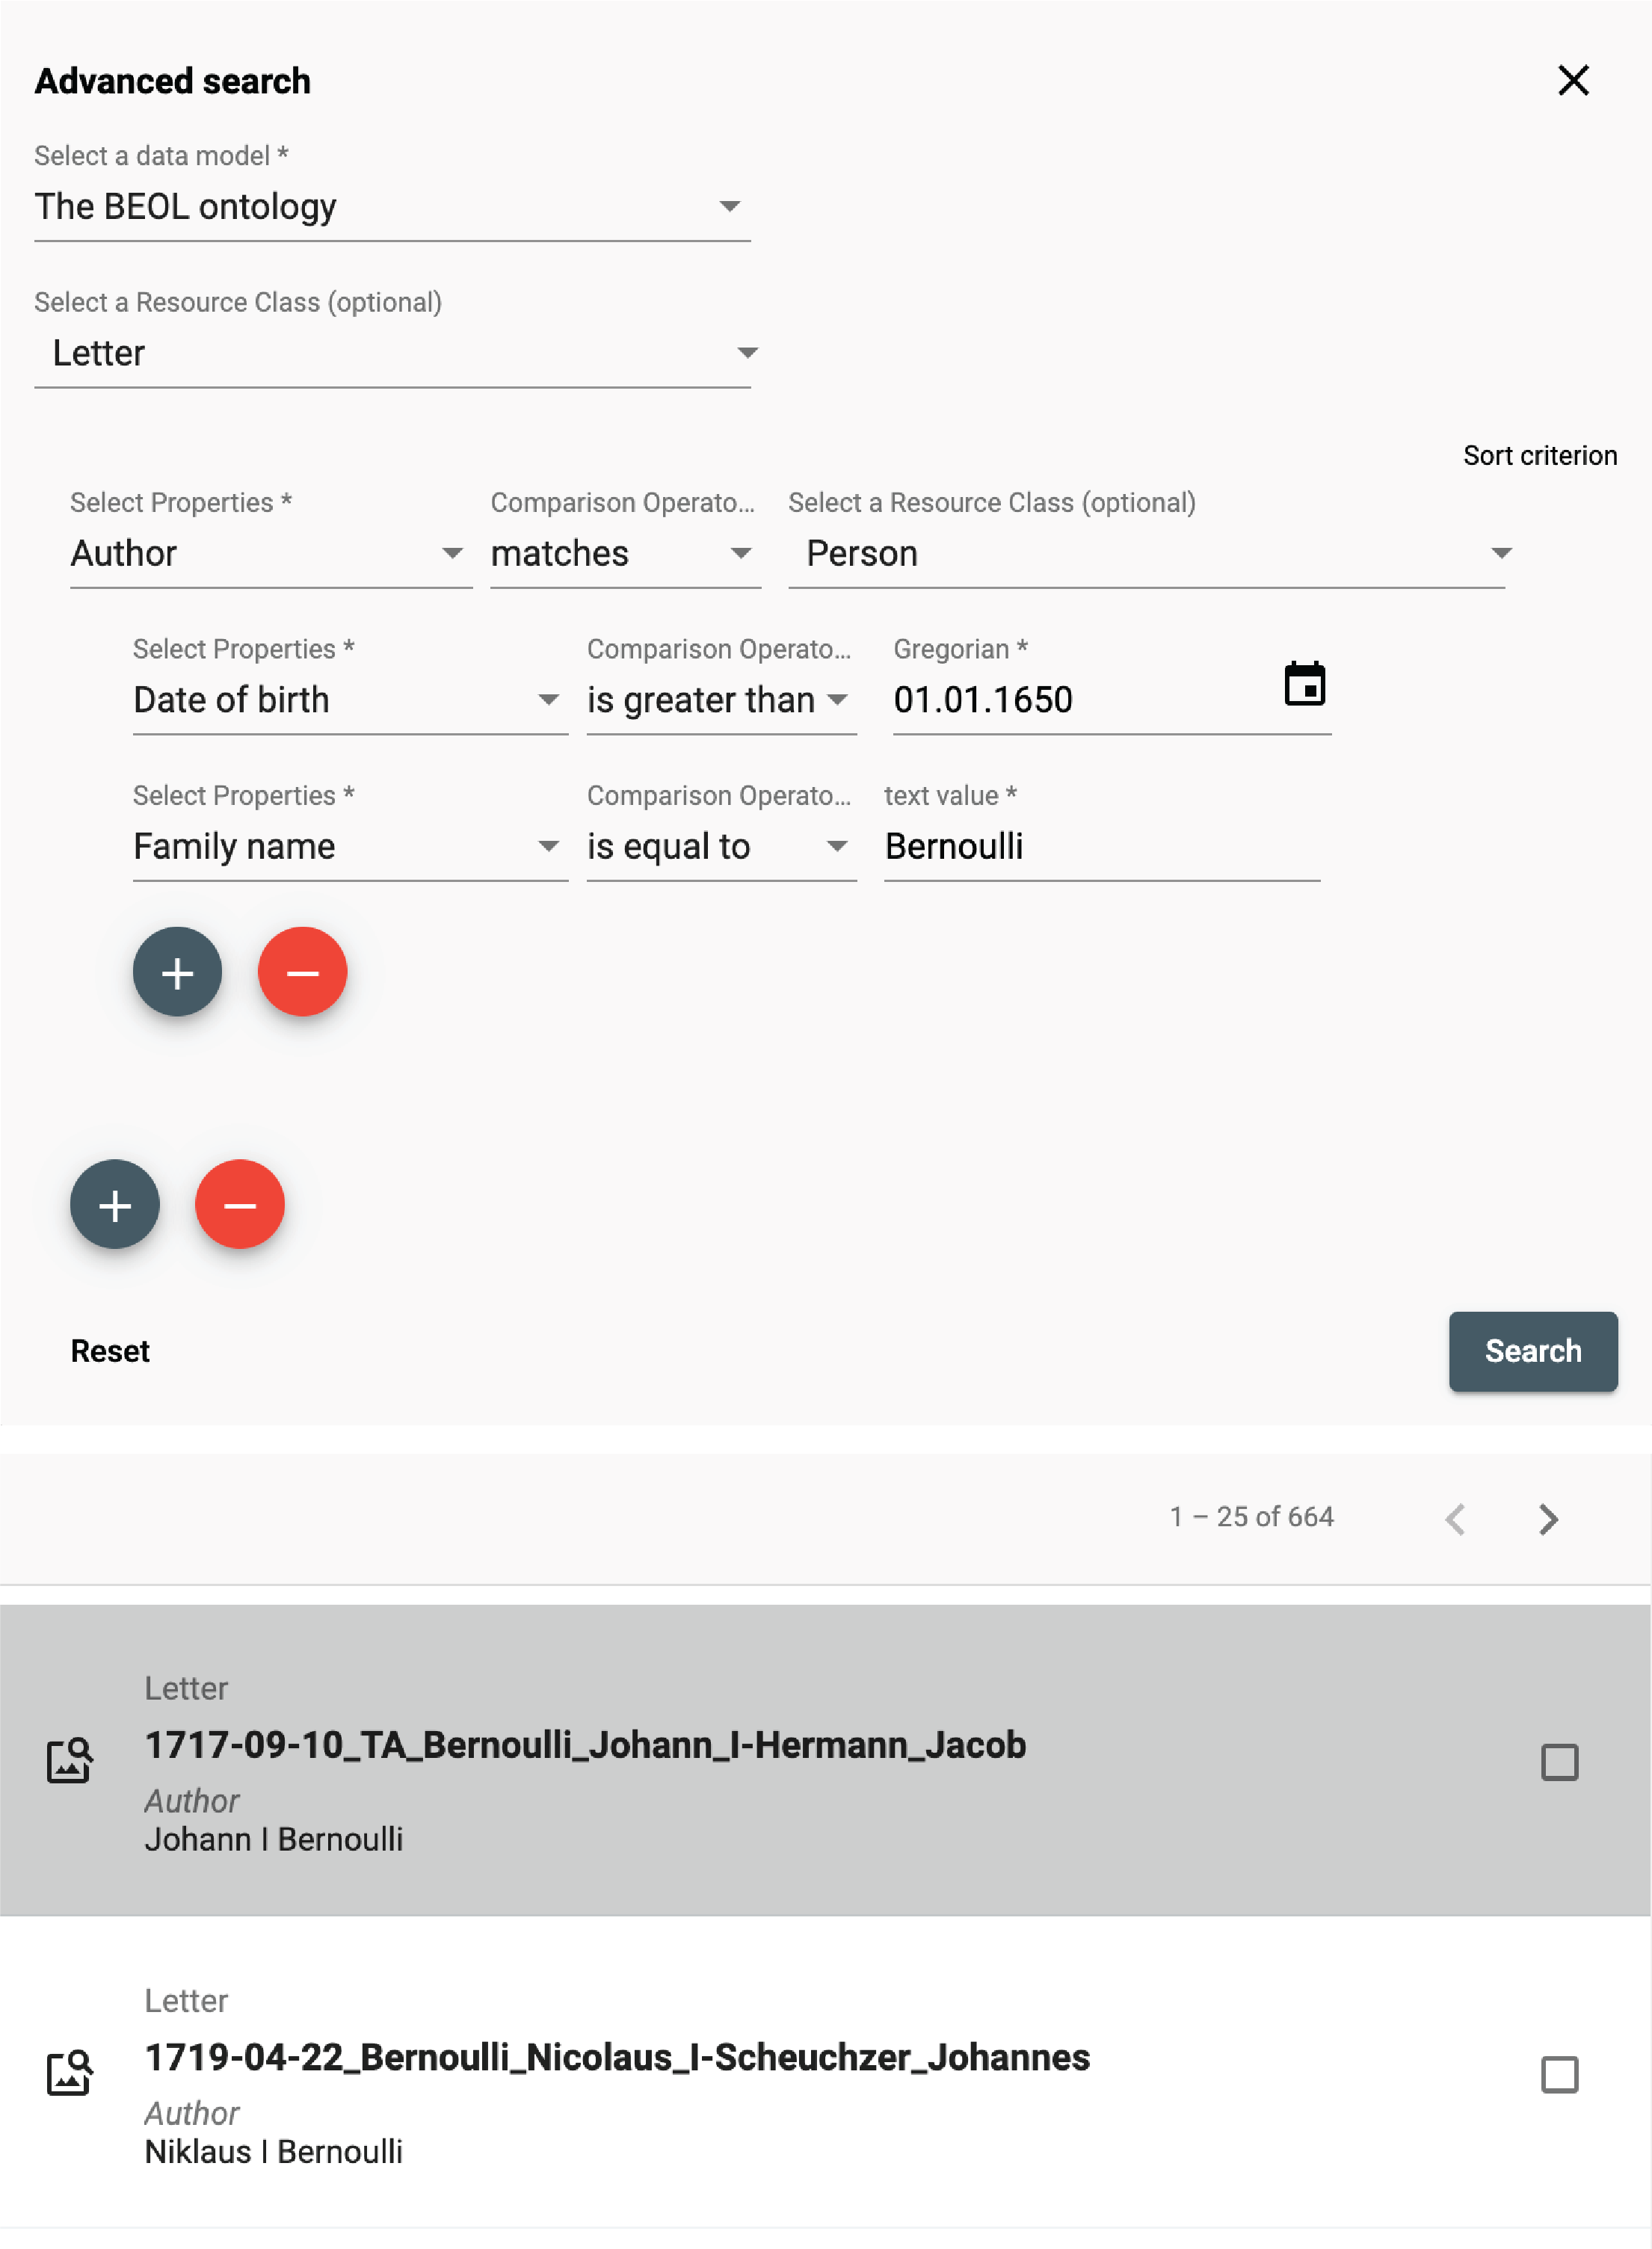 Advanced search
Select a data model *
The BEOL ontology
Select a Resource Class (optional)
Letter
Sort criterion
Select Properties * Comparison Operato... Select a Resource Class (optional)
Author matches Person
Select Properties * Comparison Operato... Gregorian *
Date of birth is greater than 01.01.1650
Select Properties * Comparison Operato... text value *
Family name is equal to Bernoulli
Reset Search
1 – 25 of 664
Letter
1717-09-10_TA_Bernoulli_Johann_I-Hermann_Jacob
Author
Johann I Bernoulli
Letter
1719-04-22_Bernoulli_Nicolaus_I-Scheuchzer_Johannes
Author
Niklaus I Bernoulli